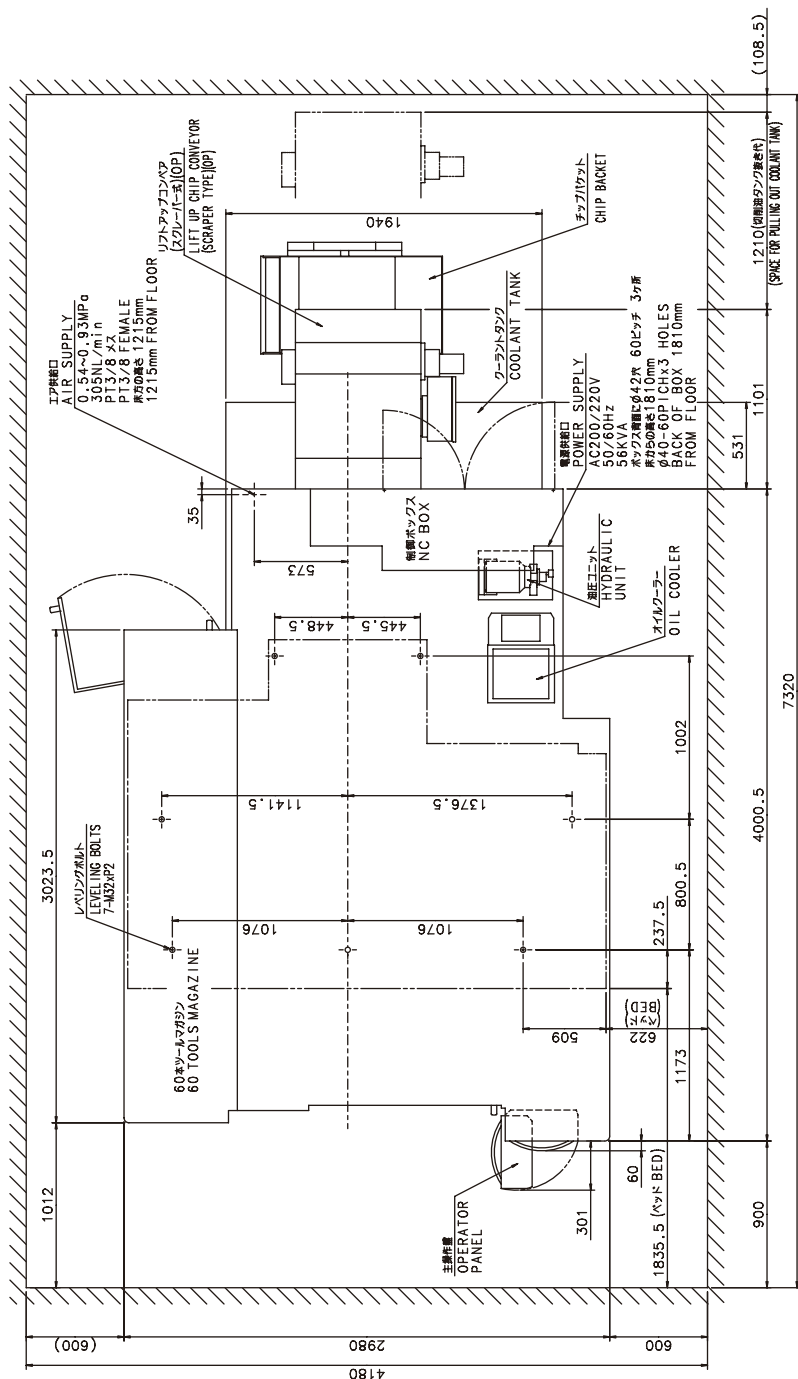 エア供給口
AIR SUPPLY
0.54~0.93MPa
305NL/min
PT3/8 メス
PT3/8 FEMALE
床方の高さ 1215mm
1215mm FROM FLOOR
リフトアップコンベア
(スクレーパー式)(OP)
LIFT UP CHIP CONVEYOR
(SCRAPER TYPE)(OP)
チップバケット
CHIP BACKET
クーラントタンク
COOLANT TANK
電源供給口
POWER SUPPLY
AC200/220V
50/60Hz
56KVA
ボックス背面にφ42穴 60ピッチ 3ヶ所
床からの高さ1810mm
φ40-60PICHx3 HOLES
BACK OF BOX 1810mm
FROM FLOOR
制御ボックス
NC BOX
油圧ユニット
HYDRAULIC
UNIT
オイルクーラー
OIL COOLER
レベリングボルト
LEVELING BOLTS
7-M32xP2
60本ツールマガジン
60 TOOLS MAGAZINE
主操作盤
OPERATOR
PANEL
1012
3023.5
35
573
1940
448.5
445.5
1141.5
1376.5
1076
1076
509
622
(ベッド)
(BED)
301
60
1835.5 (ベッド BED)
237.5
1173
800.5
1002
531
900
4000.5
1101
1210(切削油タンク抜き代)
(SPACE FOR PULLING OUT COOLANT TANK)
(108.5)
7320
(600)
2980
600
4180